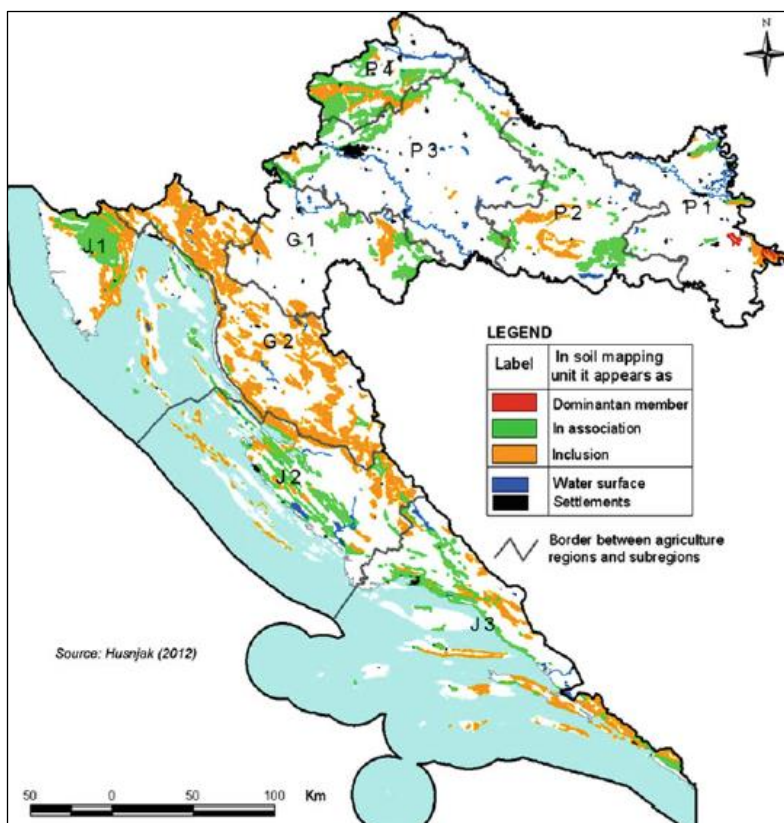 N
P 4
P 3
P 1
P 2
J 1
G 1
G 2
J 2
J 3
LEGEND
Label
In soil mapping
unit it appears as
Dominantan member
In association
Inclusion
Water surface
Settlements
Border between agriculture
regions and subregions
Source: Husnjak (2012)
50 0 50 100 Km